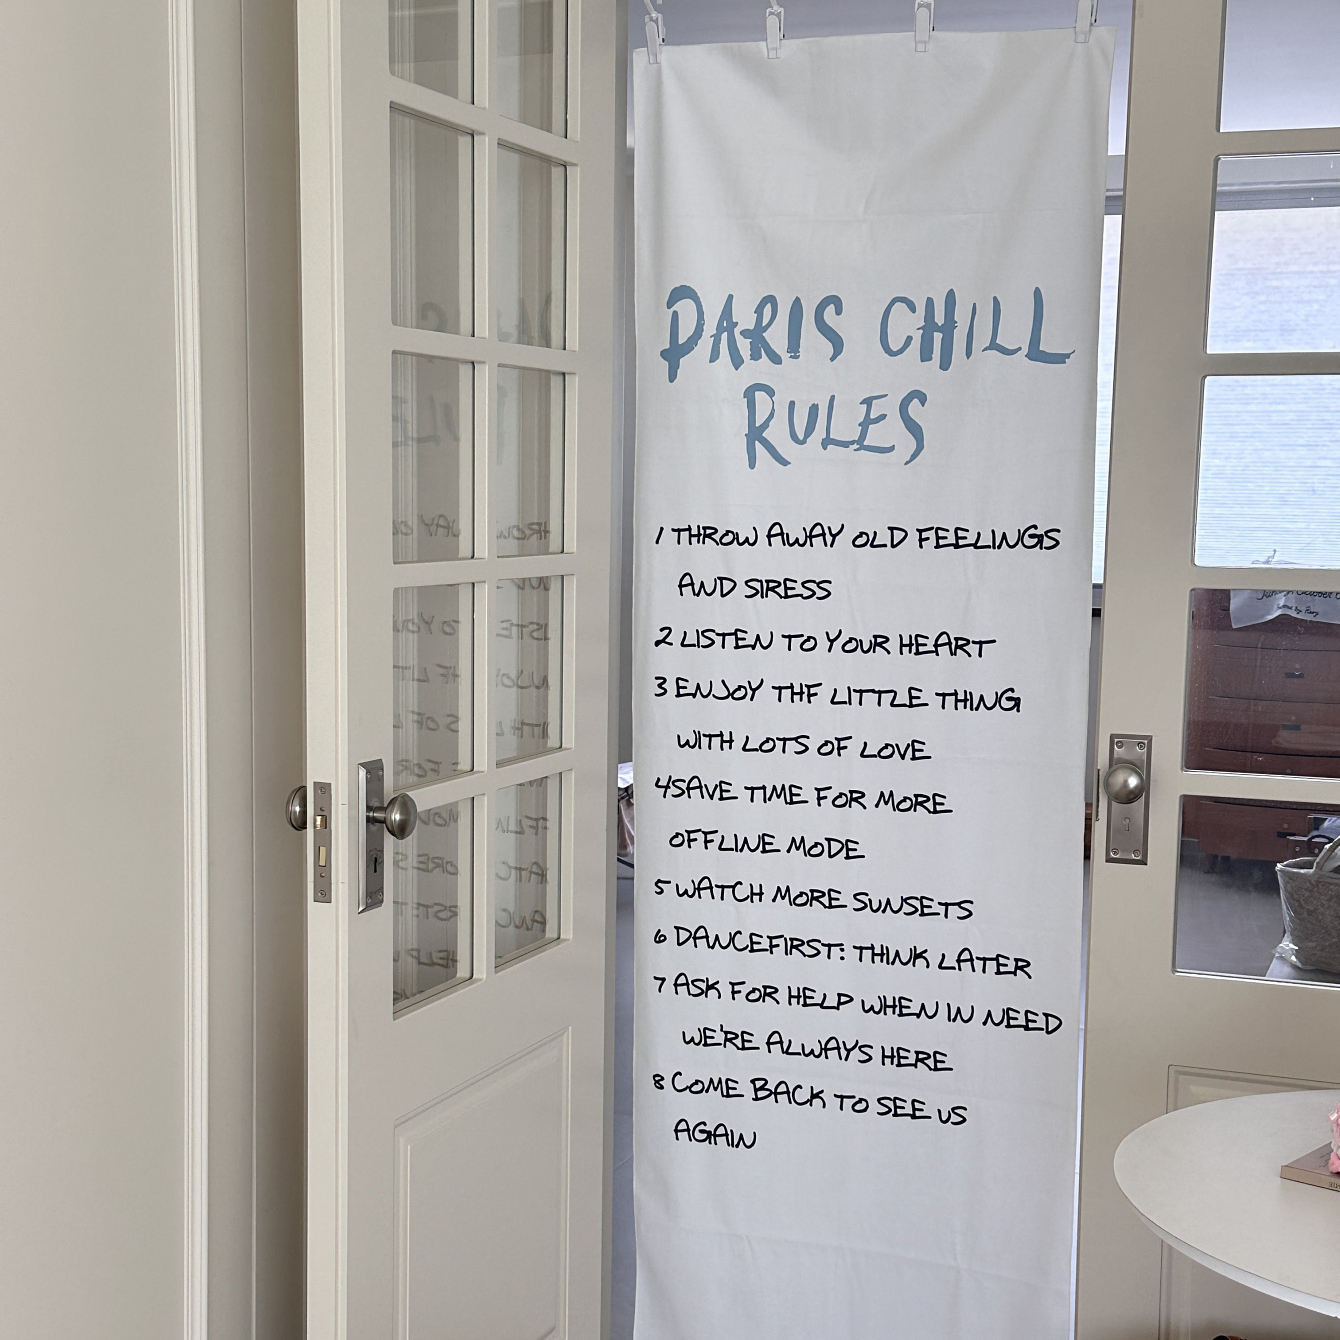 PARIS CHILL
RULES
1 THROW AWAY OLD FEELINGS
AND SIRESS
2 LISTEN TO YOUR HEART
3 ENJOY THF LITTLE THING
WITH LOTS OF LOVE
4SAVE TIME FOR MORE
OFFLINE MODE
5 WATCH MORE SUNSETS
6 DANCEFIRST: THINK LATER
7 ASK FOR HELP WHEN IN NEED
WE'RE ALWAYS HERE
8 COME BACK TO SEE US
AGAIN